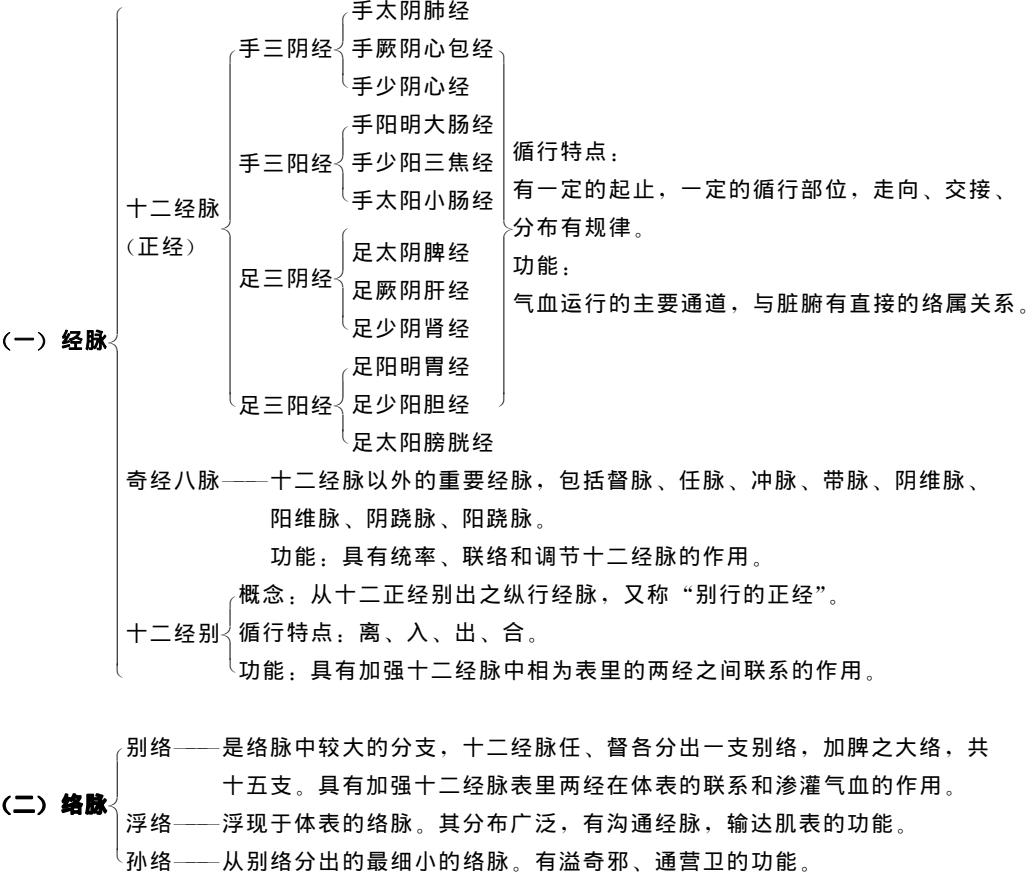 （一）经脉
十二经脉
（正经）
手三阴经
手太阴肺经
手厥阴心包经
手少阴心经
手三阳经
手阳明大肠经
手少阳三焦经
手太阳小肠经
足三阴经
足太阴脾经
足厥阴肝经
足少阴肾经
足三阳经
足阳明胃经
足少阳胆经
足太阳膀胱经
循行特点：
有一定的起止，一定的循行部位，走向、交接、
分布有规律。
功能：
气血运行的主要通道，与脏腑有直接的络属关系。
奇经八脉——十二经脉以外的重要经脉，包括督脉、任脉、冲脉、带脉、阴维脉、
阳维脉、阴跷脉、阳跷脉。
功能：具有统率、联络和调节十二经脉的作用。
十二经别
概念：从十二正经别出之纵行经脉，又称“别行的正经”。
循行特点：离、入、出、合。
功能：具有加强十二经脉中相为表里的两经之间联系的作用。
（二）络脉
别络——是络脉中较大的分支，十二经脉任、督各分出一支别络，加脾之大络，共
十五支。具有加强十二经脉表里两经在体表的联系和渗灌气血的作用。
浮络——浮现于体表的络脉。其分布广泛，有沟通经脉，输达肌表的功能。
孙络——从别络分出的最细小的络脉。有溢奇邪、通营卫的功能。